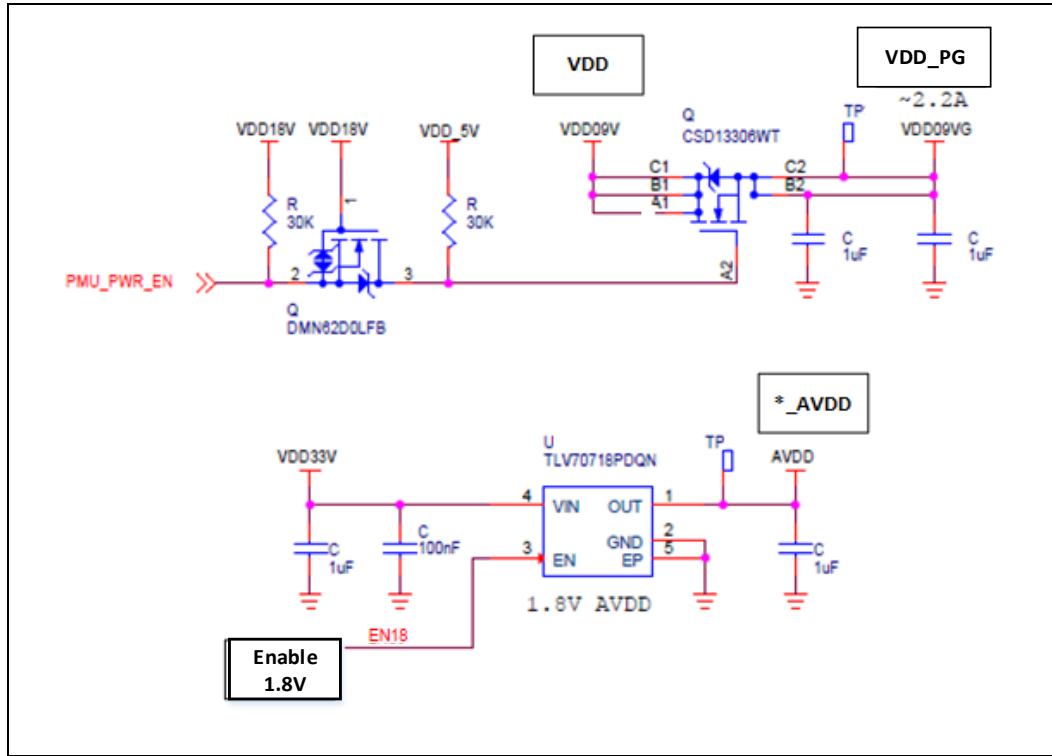 VDD
VDD_PG
~2.2A
VDD18V
VDD18V
VDD_5V
VDD09V
Q
CSD13306WT
TP
VDD09VG
C1
B1
A1
C2
B2
A2
R
30K
1
R
30K
C
1uF
C
1uF
PMU_PWR_EN
2
3
Q
DMN62D0LFB
*_AVDD
VDD33V
U
TLV70718PDQN
TP
AVDD
4
VIN
OUT
1
GND
2
3
EN
EP
5
C
1uF
C
100nF
C
1uF
1.8V AVDD
EN18
Enable
1.8V